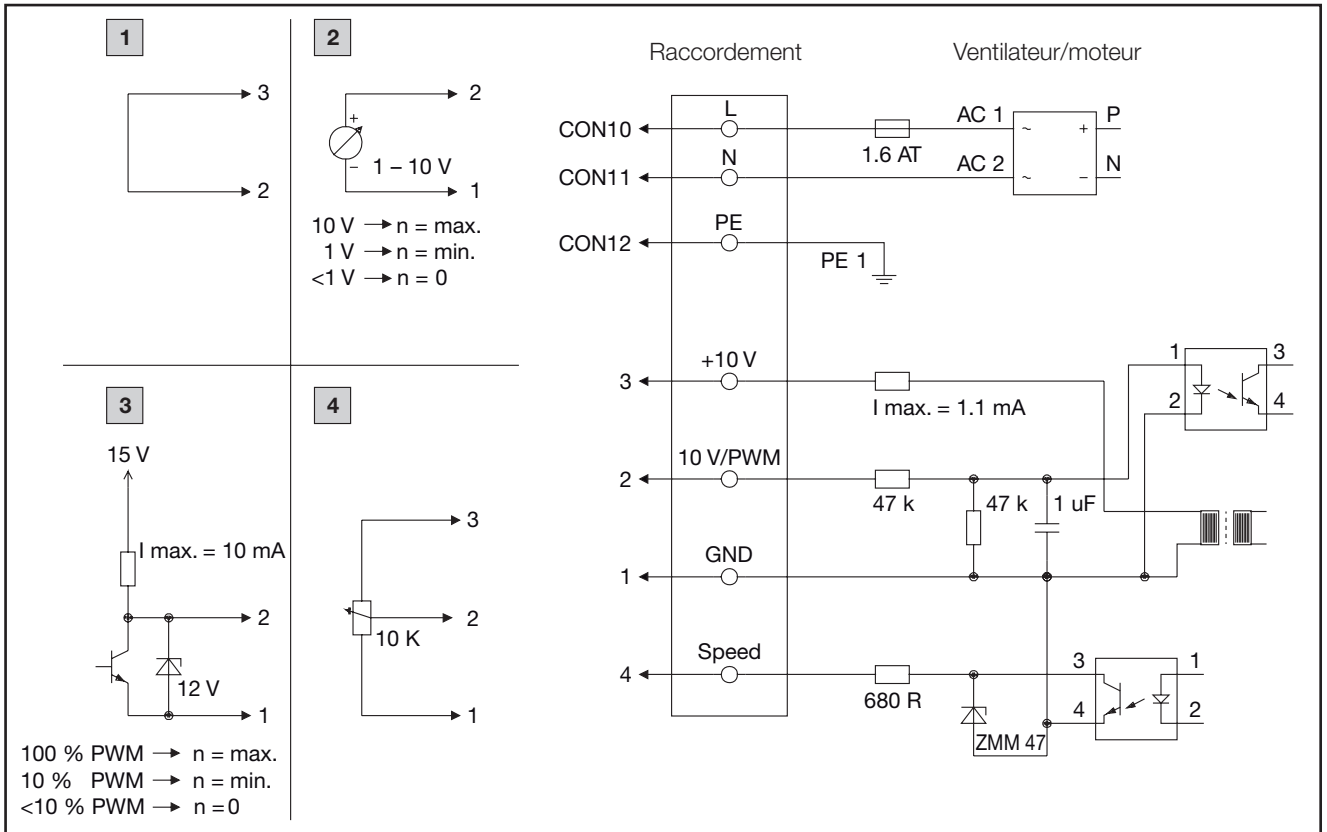 1
3
2
2
2
+
–
1 – 10 V
1
10 V → n = max.
1 V → n = min.
<1 V → n = 0
3
15 V
I max. = 10 mA
2
12 V
1
100 % PWM → n = max.
10 % PWM → n = min.
<10 % PWM → n = 0
4
3
2
10 K
1
Raccordement
Ventilateur/moteur
CON10
L
1.6 AT
AC 1
~
+
P
CON11
N
AC 2
~
–
N
CON12
PE
PE 1
3
+10 V
I max. = 1.1 mA
1
2
3
4
2
10 V/PWM
47 k
47 k
1 uF
1
GND
4
Speed
680 R
ZMM 47
3
4
1
2